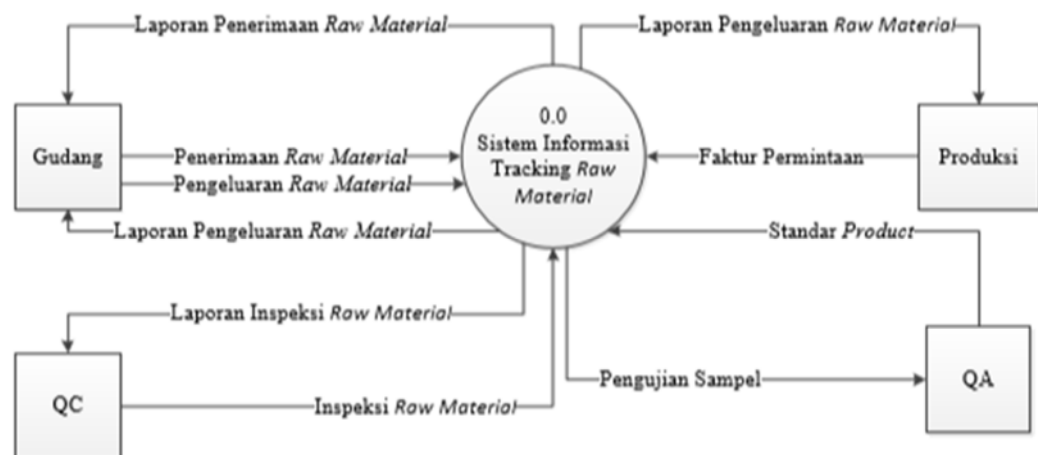 Laporan Penerimaan Raw Material
Laporan Pengeluaran Raw Material
0.0
Sistem Informasi
Tracking Raw
Material
Gudang
Penerimaan Raw Material
Pengeluaran Raw Material
Faktur Permintaan
Produksi
Laporan Pengeluaran Raw Material
Standar Product
Laporan Inspeksi Raw Material
Pengujian Sampel
QA
QC
Inspeksi Raw Material